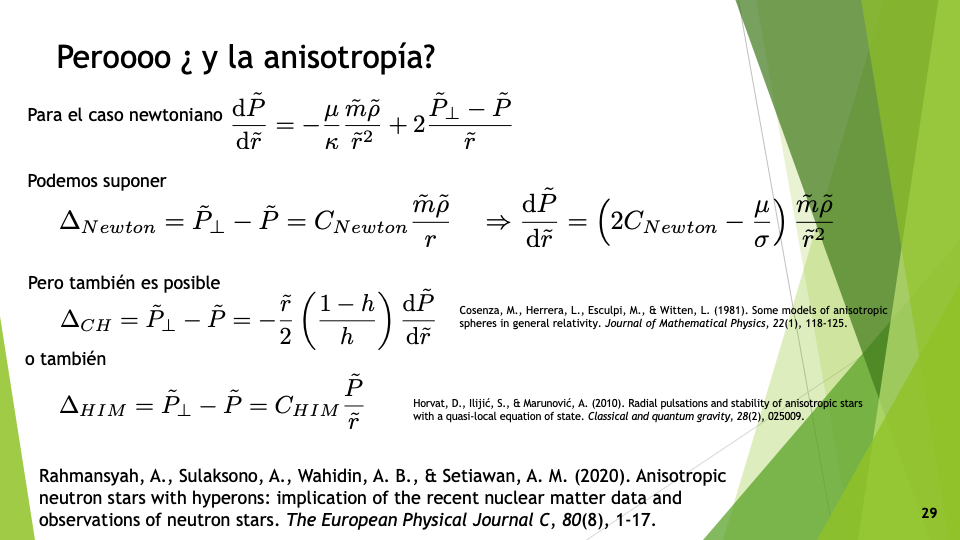 Peroooo ¿ y la anisotropía?
Para el caso newtoniano $\frac{\mathrm{d}\tilde{P}}{\mathrm{d}\tilde{r}} = -\frac{\mu}{\kappa}\frac{\tilde{m}\tilde{\rho}}{\tilde{r}^2} + 2\frac{\tilde{P}_\perp - \tilde{P}}{\tilde{r}}$
Podemos suponer
$\Delta_{Newton} = \tilde{P}_\perp - \tilde{P} = C_{Newton}\frac{\tilde{m}\tilde{\rho}}{r} \quad \Rightarrow \frac{\mathrm{d}\tilde{P}}{\mathrm{d}\tilde{r}} = \left(2C_{Newton} - \frac{\mu}{\sigma}\right)\frac{\tilde{m}\tilde{\rho}}{\tilde{r}^2}$
Pero también es posible
$\Delta_{CH} = \tilde{P}_\perp - \tilde{P} = -\frac{\tilde{r}}{2}\left(\frac{1-h}{h}\right)\frac{\mathrm{d}\tilde{P}}{\mathrm{d}\tilde{r}}$
Cosenza, M., Herrera, L., Esculpi, M., & Witten, L. (1981). Some models of anisotropic
spheres in general relativity. Journal of Mathematical Physics, 22(1), 118-125.
o también
$\Delta_{HIM} = \tilde{P}_\perp - \tilde{P} = C_{HIM}\frac{\tilde{P}}{\tilde{r}}$
Horvat, D., Ilijić, S., & Marunović, A. (2010). Radial pulsations and stability of anisotropic stars
with a quasi-local equation of state. Classical and quantum gravity, 28(2), 025009.
Rahmansyah, A., Sulaksono, A., Wahidin, A. B., & Setiawan, A. M. (2020). Anisotropic
neutron stars with hyperons: implication of the recent nuclear matter data and
observations of neutron stars. The European Physical Journal C, 80(8), 1-17.
29